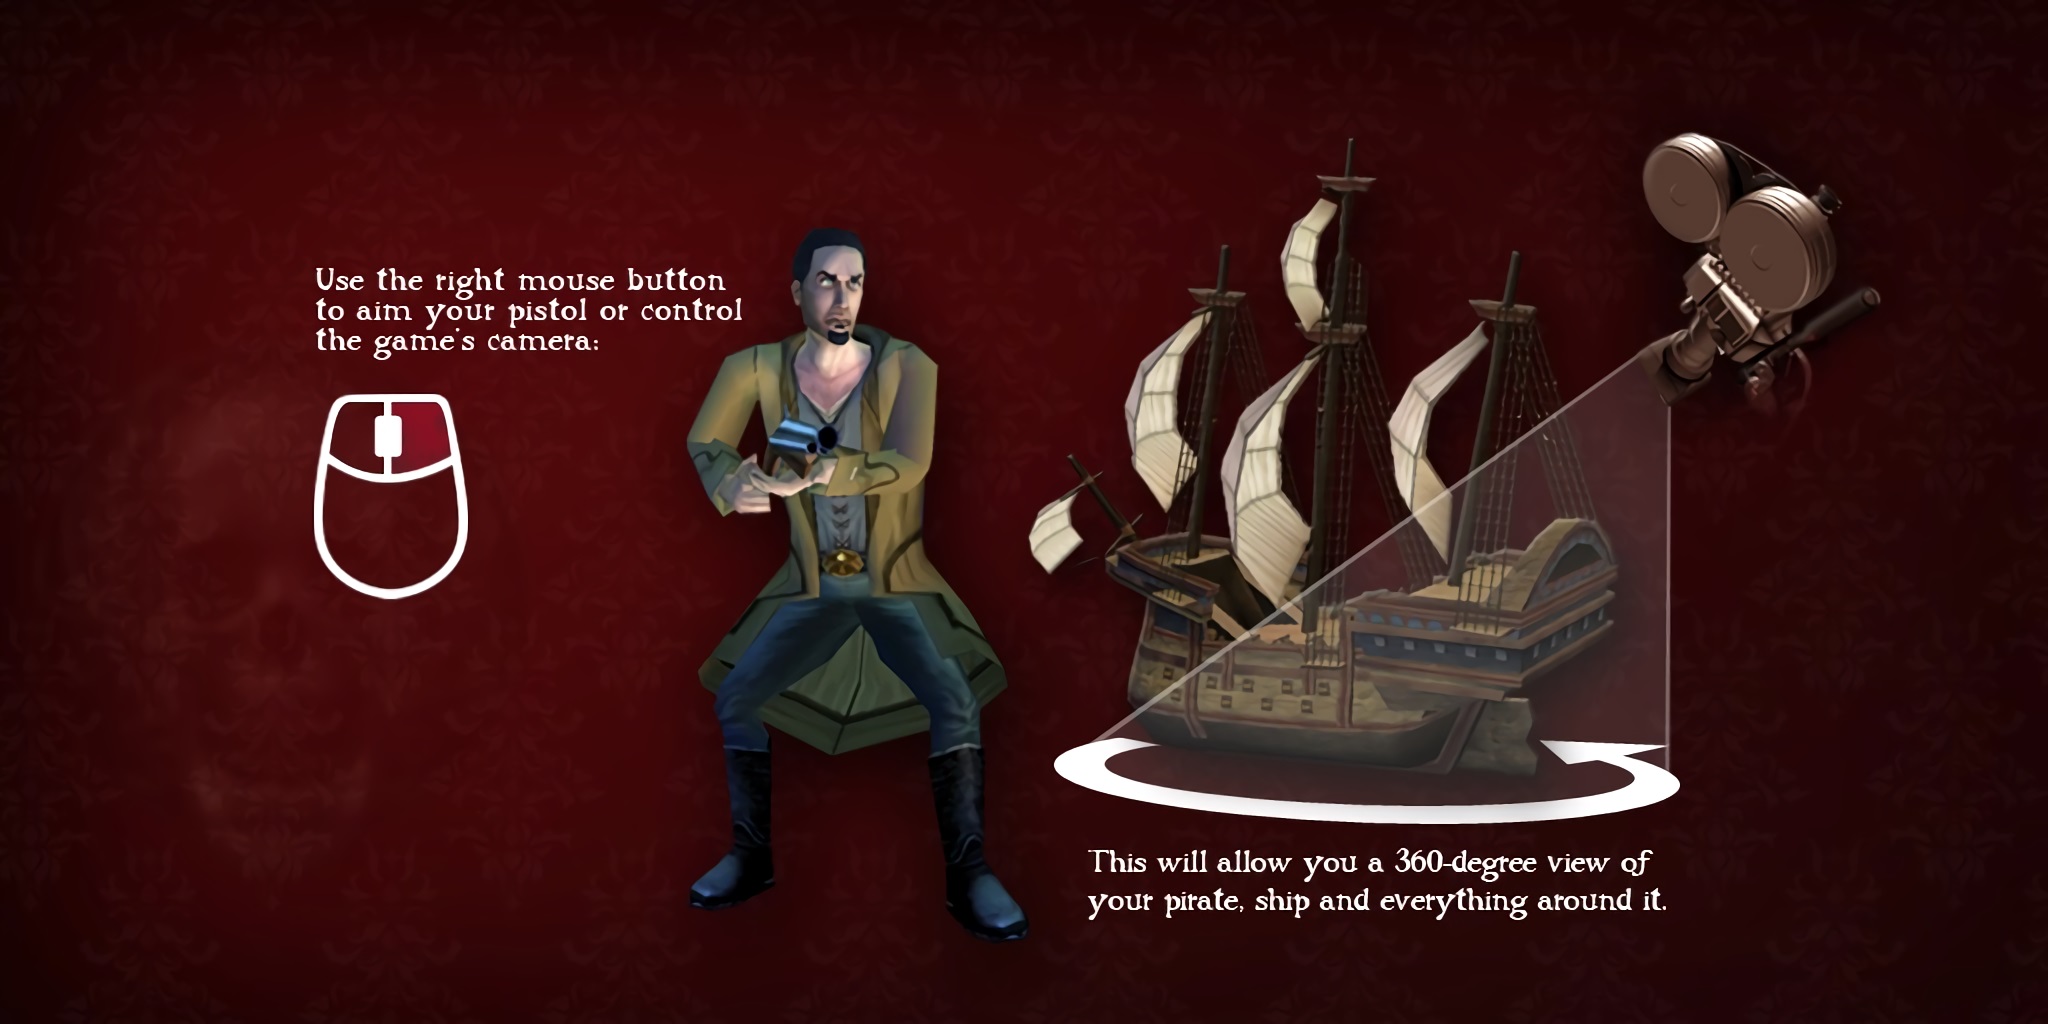 Use the right mouse button
to aim your pistol or control
the game's camera:
This will allow you a 360-degree view of
your pirate, ship and everything around it.